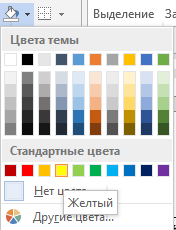 Выделение
За
Цвета темы
Стандартные цвета
Нет цвета
Желтый
Другие цвета...